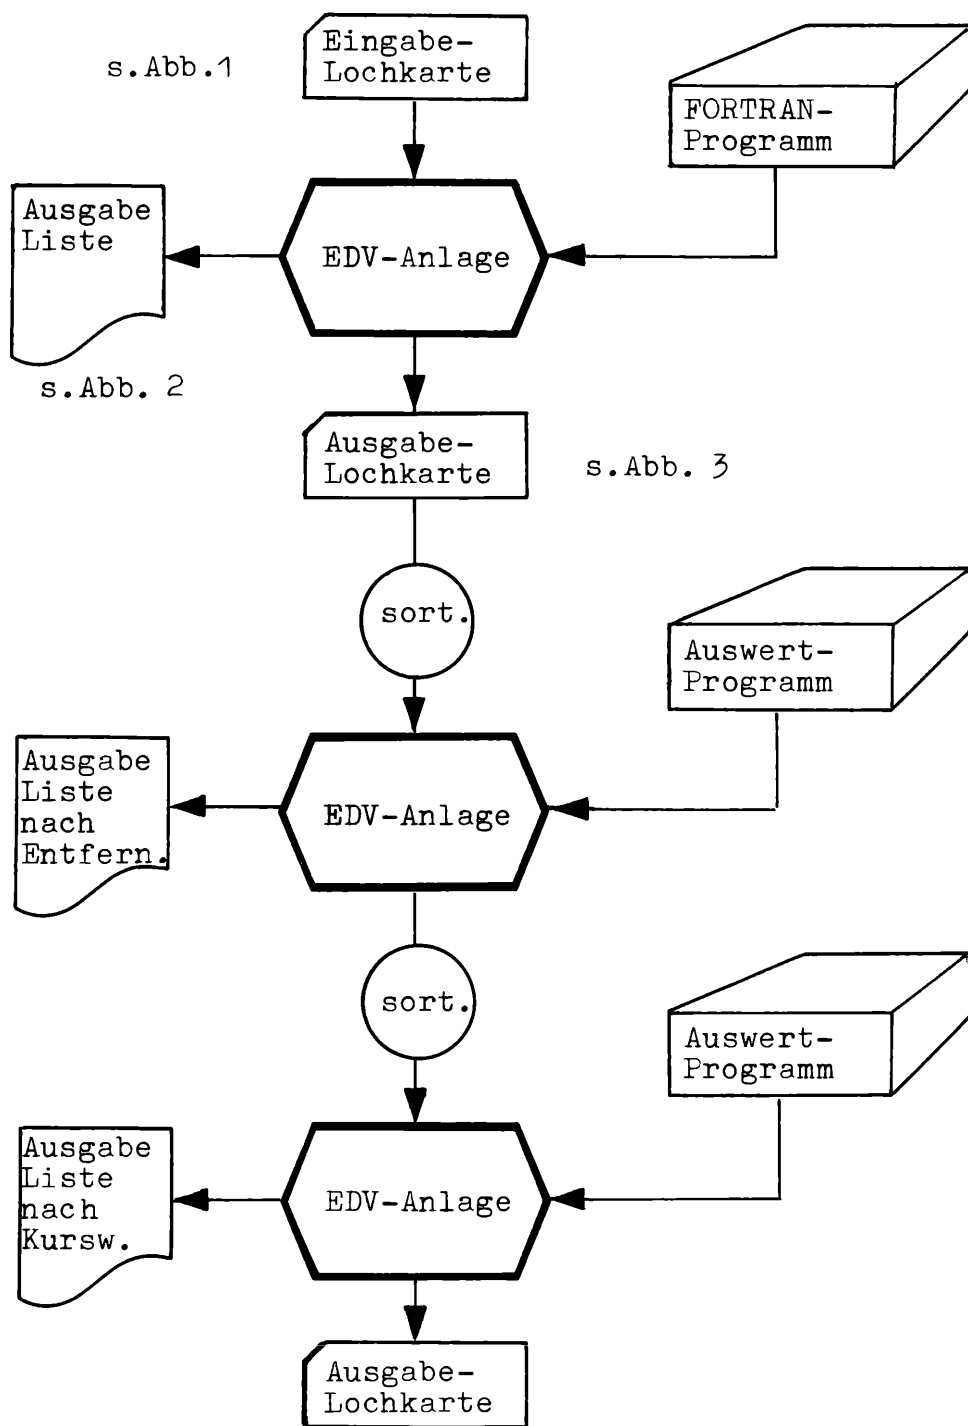 Eingabe-
Lochkarte
s.Abb.1
FORTRAN-
Programm
Ausgabe
Liste
EDV-Anlage
s.Abb. 2
Ausgabe-
Lochkarte
s.Abb. 3
sort.
Auswert-
Programm
Ausgabe
Liste
nach
Entfern.
EDV-Anlage
sort.
Auswert-
Programm
Ausgabe
Liste
nach
Kursw.
EDV-Anlage
Ausgabe-
Lochkarte